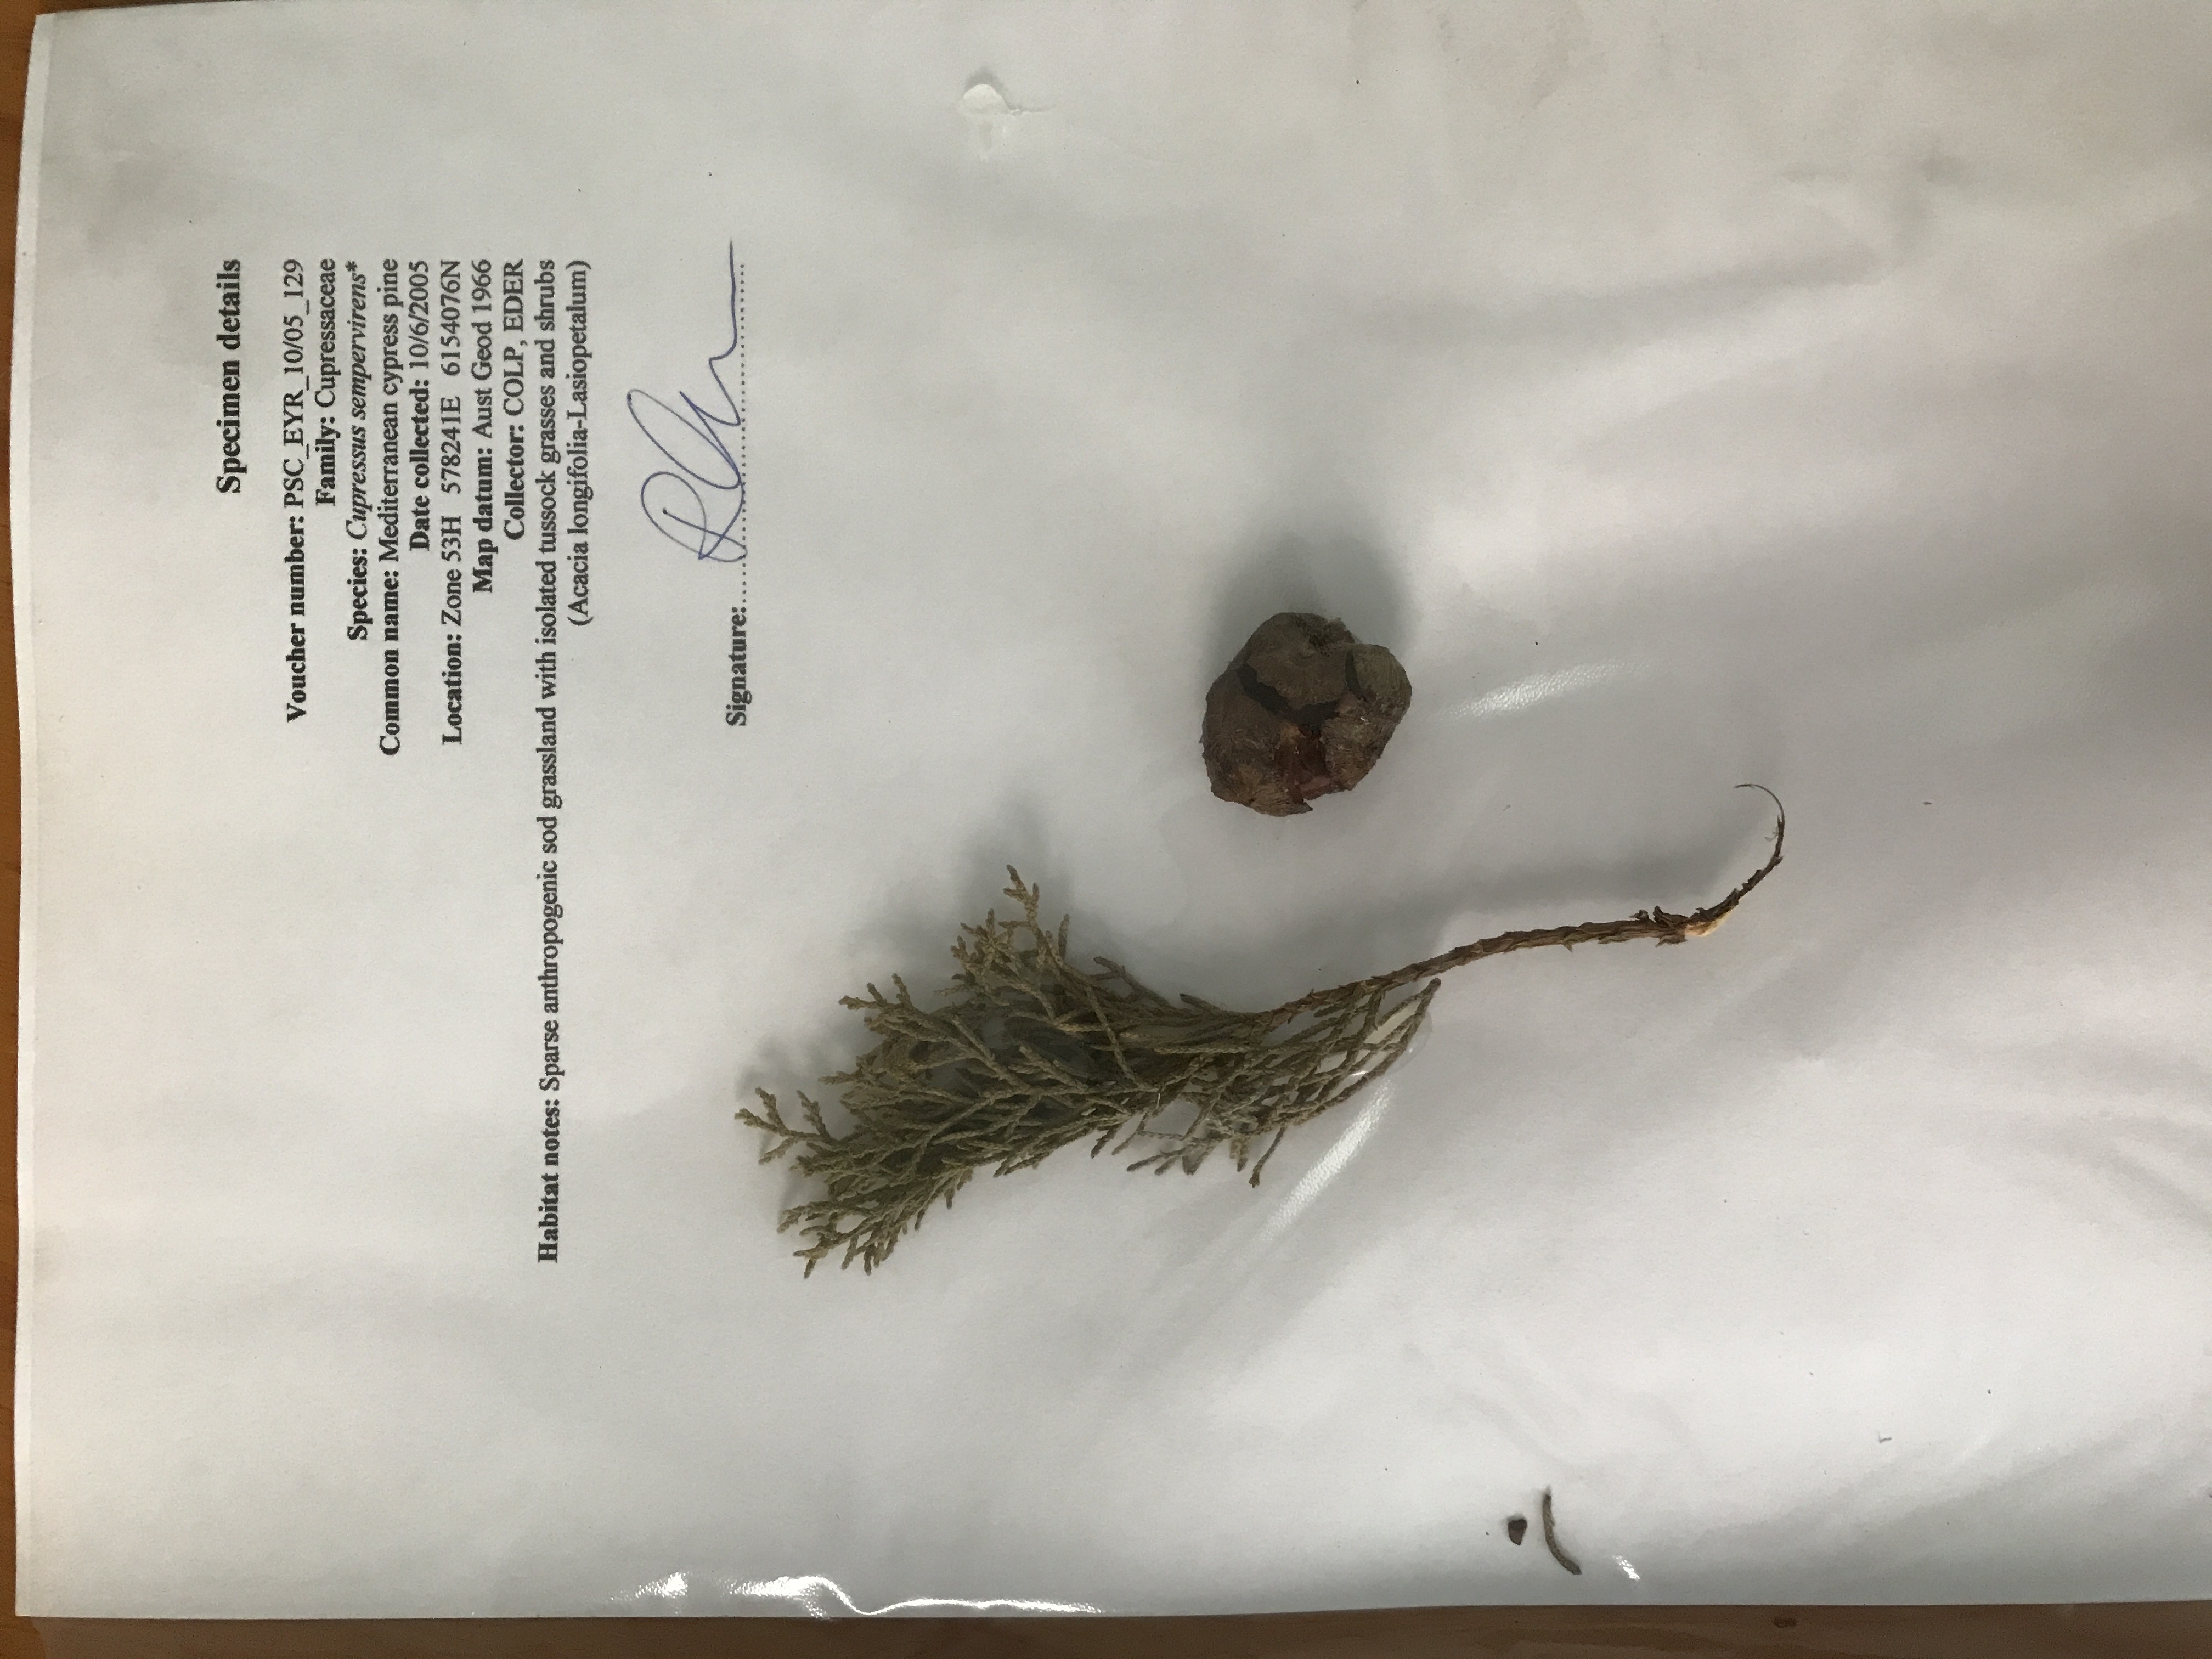 Specimen details
Voucher number: PSC_EYR_10/05_129
Family: Cupressaceae
Species: Cupressus sempervirens*
Common name: Mediterranean cypress pine
Date collected: 10/6/2005
Location: Zone 53H 578241E 6154076N
Map datum: Aust Geod 1966
Collector: COLP, EDER
Habitat notes: Sparse anthropogenic sod grassland with isolated tussock grasses and shrubs
(Acacia longifolia-Lasiopetalum)
Signature: